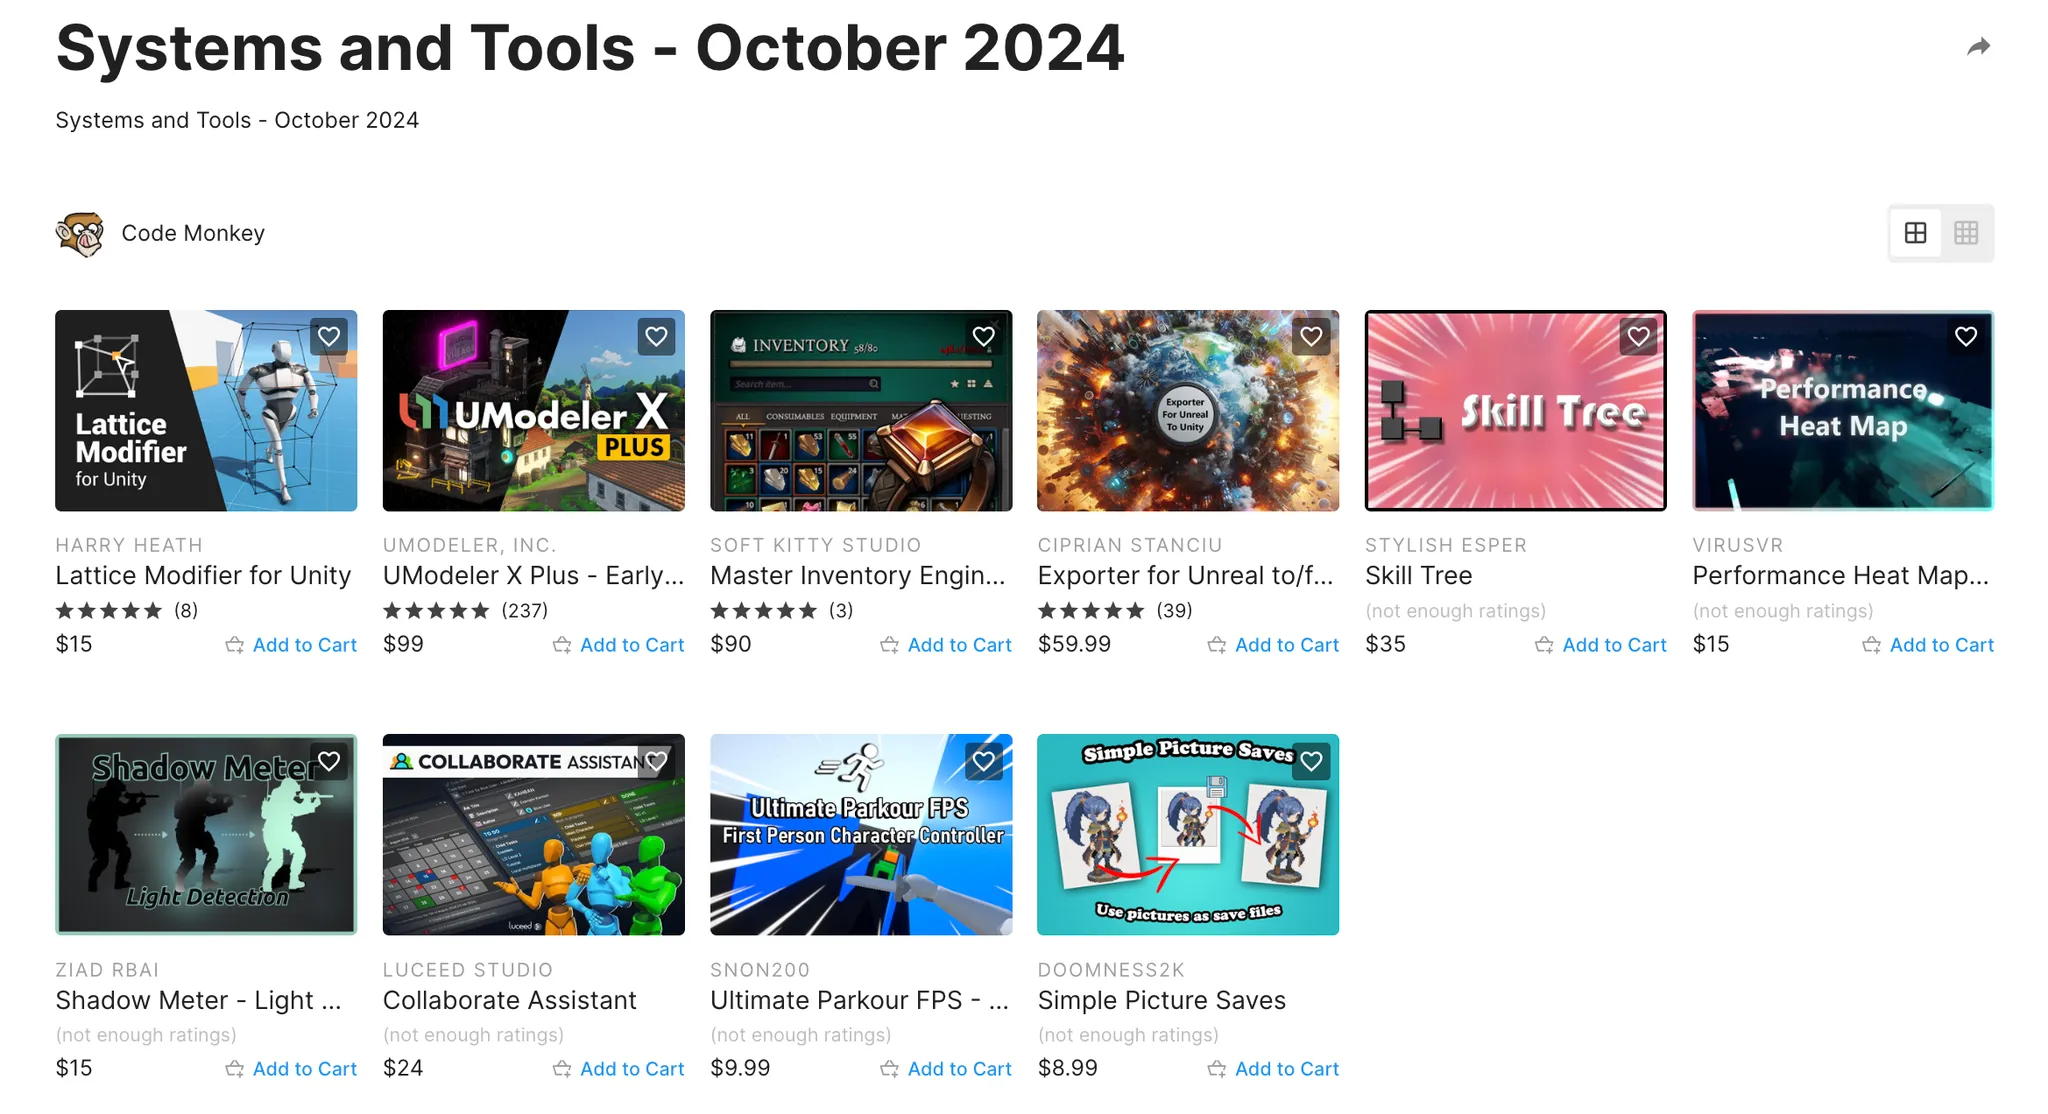 Systems and Tools - October 2024
Systems and Tools - October 2024
Code Monkey
Lattice
Modifier
for Unity
HARRY HEATH
Lattice Modifier for Unity
(8)
$15
Add to Cart
UModeler X
PLUS
UMODELER, INC.
UModeler X Plus - Early...
(237)
$99
Add to Cart
INVENTORY 58/80
Search item...
ALL CONSUMABLES EQUIPMENT
SOFT KITTY STUDIO
Master Inventory Engin...
(3)
$90
Add to Cart
Exporter
For Unreal
To Unity
CIPRIAN STANCIU
Exporter for Unreal to/f...
(39)
$59.99
Add to Cart
Skill Tree
STYLISH ESPER
Skill Tree
(not enough ratings)
$35
Add to Cart
Performance
Heat Map
VIRUSVR
Performance Heat Map...
(not enough ratings)
$15
Add to Cart
Shadow Meter
Light Detection
ZIAD RBAI
Shadow Meter - Light ...
(not enough ratings)
$15
Add to Cart
COLLABORATE ASSISTANT
KANBAN
TO DO
DONE
luceed
LUCEED STUDIO
Collaborate Assistant
(not enough ratings)
$24
Add to Cart
Ultimate Parkour FPS
First Person Character Controller
SNON200
Ultimate Parkour FPS - ...
(not enough ratings)
$9.99
Add to Cart
Simple Picture Saves
Use pictures as save files
DOOMNESS2K
Simple Picture Saves
(not enough ratings)
$8.99
Add to Cart